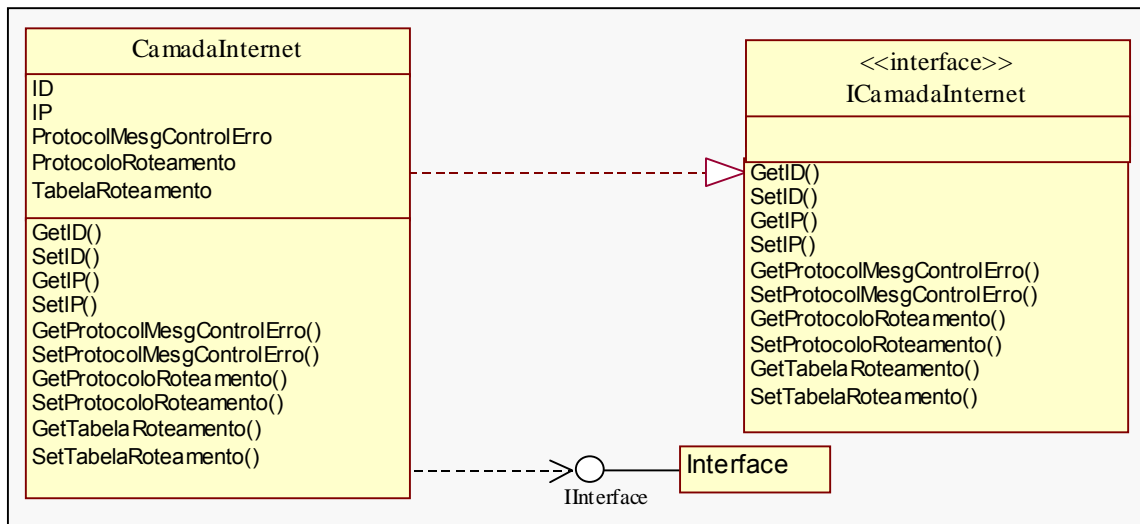 CamadaInternet
ID
IP
ProtocolMesgControlErro
ProtocoloRoteamento
TabelaRoteamento
GetID()
SetID()
GetIP()
SetIP()
GetProtocolMesgControlErro()
SetProtocolMesgControlErro()
GetProtocoloRoteamento()
SetProtocoloRoteamento()
GetTabelaRoteamento()
SetTabelaRoteamento()
<<interface>>
ICamadaInternet
GetID()
SetID()
GetIP()
SetIP()
GetProtocolMesgControlErro()
SetProtocolMesgControlErro()
GetProtocoloRoteamento()
SetProtocoloRoteamento()
GetTabelaRoteamento()
SetTabelaRoteamento()
IInterface
Interface